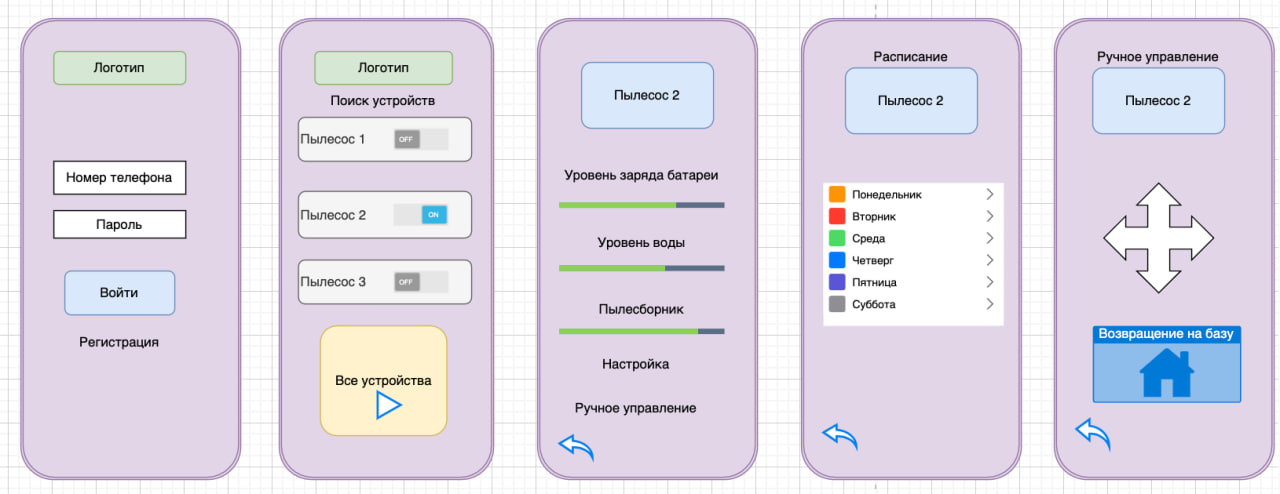 Логотип
Номер телефона
Пароль
Войти
Регистрация
Логотип
Поиск устройств
Пылесос 1
OFF
Пылесос 2
ON
Пылесос 3
OFF
Все устройства
Пылесос 2
Уровень заряда батареи
Уровень воды
Пылесборник
Настройка
Ручное управление
Расписание
Пылесос 2
Понедельник
Вторник
Среда
Четверг
Пятница
Суббота
Ручное управление
Пылесос 2
Возвращение на базу